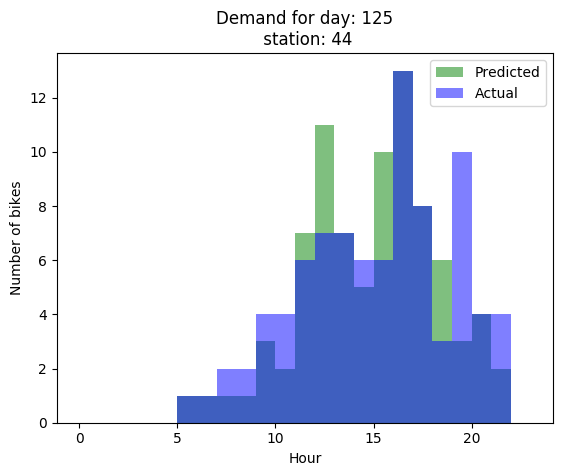 Demand for day: 125
station: 44
Predicted
Actual
Number of bikes
12
10
8
6
4
2
0
0 5 10 15 20
Hour